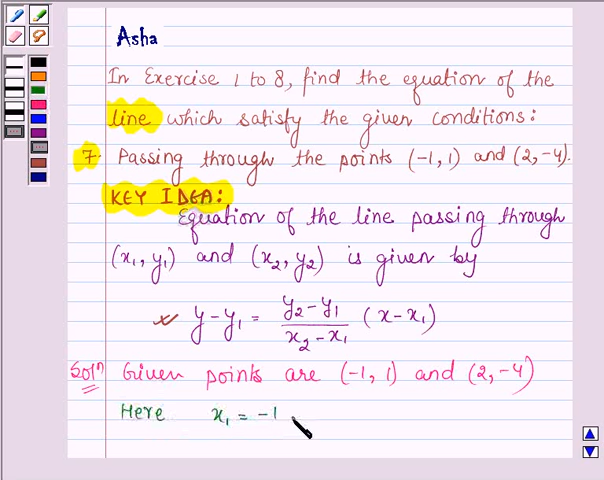 Asha
In Exercise 1 to 8, find the equation of the
line which satisfy the given conditions:
7. Passing through the points (-1, 1) and (2, -4).
KEY IDEA:
Equation of the line passing through
(x₁, y₁) and (x₂, y₂) is given by
y - y₁ = (y₂ - y₁)/(x₂ - x₁) (x - x₁)
Solⁿ Given points are (-1, 1) and (2, -4)
Here x₁ = -1